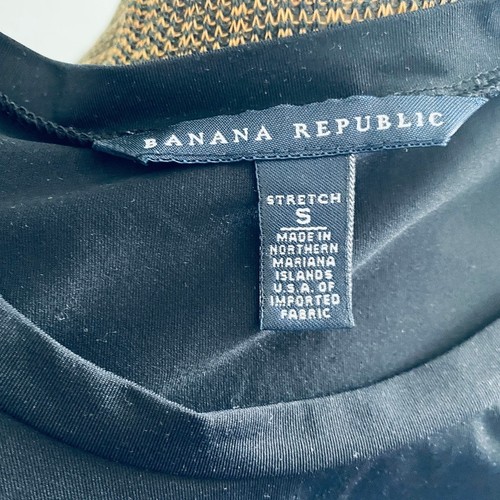 BANANA REPUBLIC
STRETCH
S
MADE IN
NORTHERN
MARIANA
ISLANDS
U.S.A. OF
IMPORTED
FABRIC